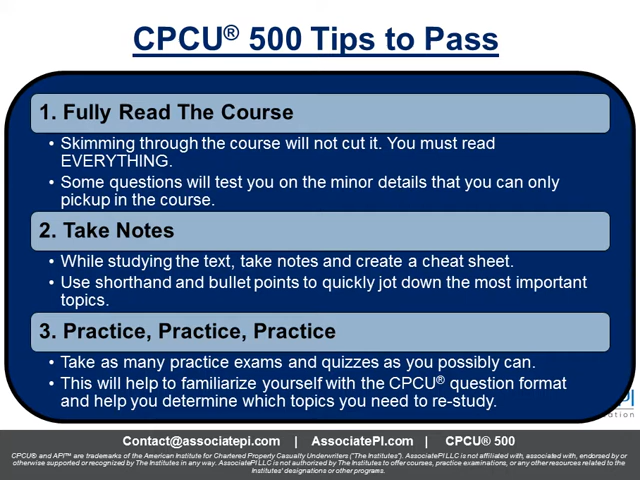 CPCU® 500 Tips to Pass
1. Fully Read The Course
• Skimming through the course will not cut it. You must read
EVERYTHING.
• Some questions will test you on the minor details that you can only
pickup in the course.
2. Take Notes
• While studying the text, take notes and create a cheat sheet.
• Use shorthand and bullet points to quickly jot down the most important
topics.
3. Practice, Practice, Practice
• Take as many practice exams and quizzes as you possibly can.
• This will help to familiarize yourself with the CPCU® question format
and help you determine which topics you need to re-study.
Contact@associatepi.com | AssociatePI.com | CPCU® 500
CPCU® and API™ are trademarks of the American Institute for Chartered Property Casualty Underwriters ("The Institutes"). AssociatePI LLC is not affiliated with, associated with, endorsed by or
otherwise supported or recognized by The Institutes in any way. AssociatePI LLC is not authorized by The Institutes to offer courses, practice examinations, or any other resources related to the
Institutes' designations or other programs.